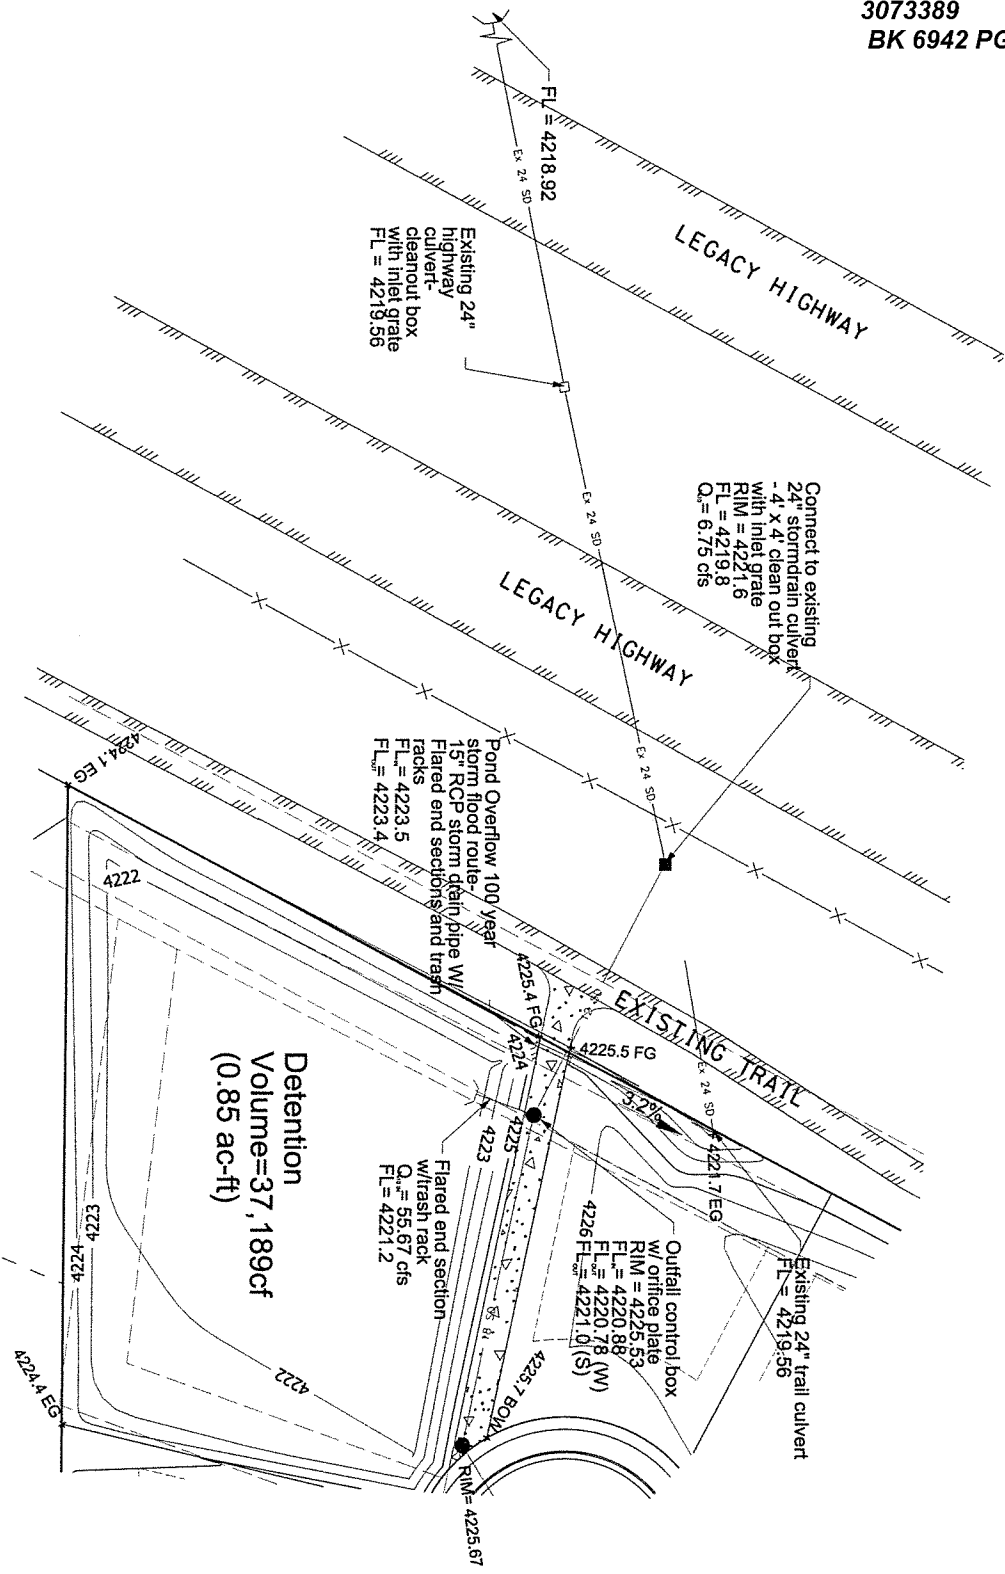 3073389
BK 6942 PG
FL = 4218.92
Ex 24 SD
LEGACY HIGHWAY
Existing 24"
highway
culvert-
cleanout box
with inlet grate
FL = 4219.56
Ex 24 SD
Connect to existing
24" stormdrain culvert
- 4' x 4' clean out box
with inlet grate
RIM = 4221.6
FL = 4219.8
= 6.75 cfs
LEGACY HIGHWAY
Ex 24 SD
4224.1 EG
Pond Overflow 100 year
storm flood route-
15" RCP storm drain pipe W/
Flared end sections and trash
racks
FLin= 4223.5
FLout= 4223.4
4222
4225.4 FG
EXISTING TRAIL
4225.5 FG
4224
Ex 24 SD
3.2%
4225
4223
4221.7 EG
Detention
Volume=37,189cf
(0.85 ac-ft)
Flared end section
w/trash rack
= 55.67 cfs
FL= 4221.2
4226
Outfall control box
w/ orifice plate
RIM = 4225.53
FLin= 4220.88
FLout= 4220.78 (W)
FLout= 4221.0 (S)
Existing 24" trail culvert
FL = 4219.56
4223
4224
4222
4225.7 BOW
4224.4 EG
RIM= 4225.67